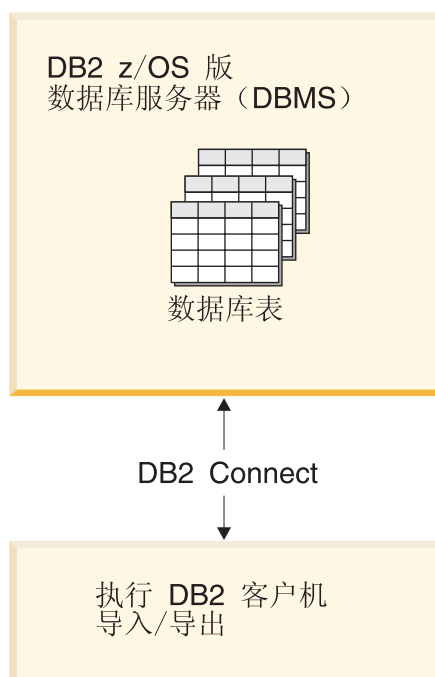 DB2 z/OS 版
数据库服务器（DBMS）
数据库表
DB2 Connect
执行 DB2 客户机
导入/导出